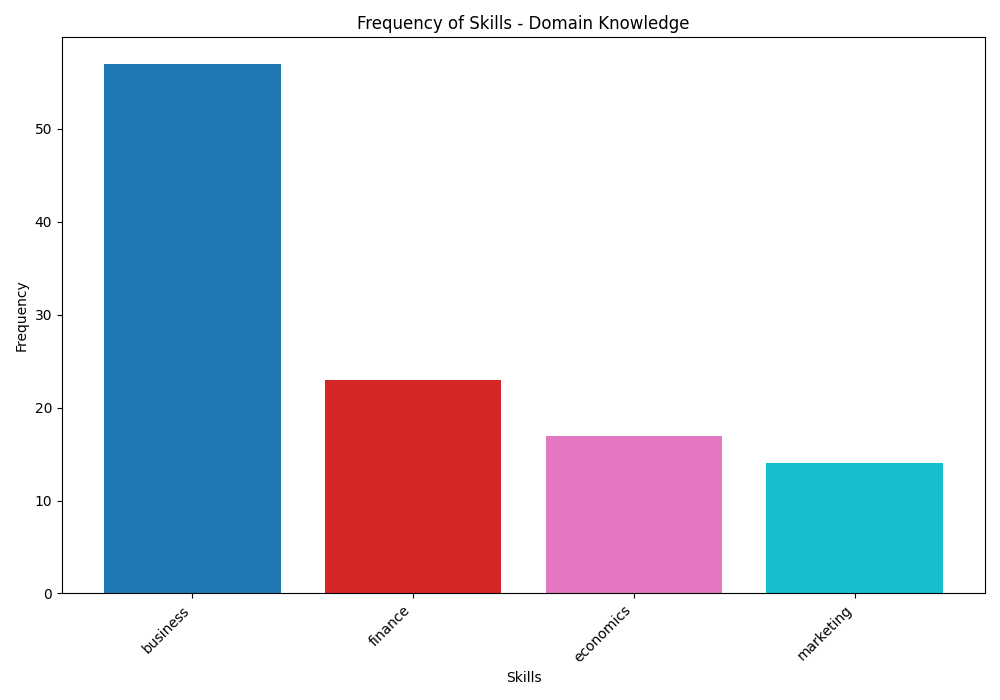 Frequency of Skills - Domain Knowledge
50
40
30
20
10
0
Frequency
business
finance
economics
marketing
Skills